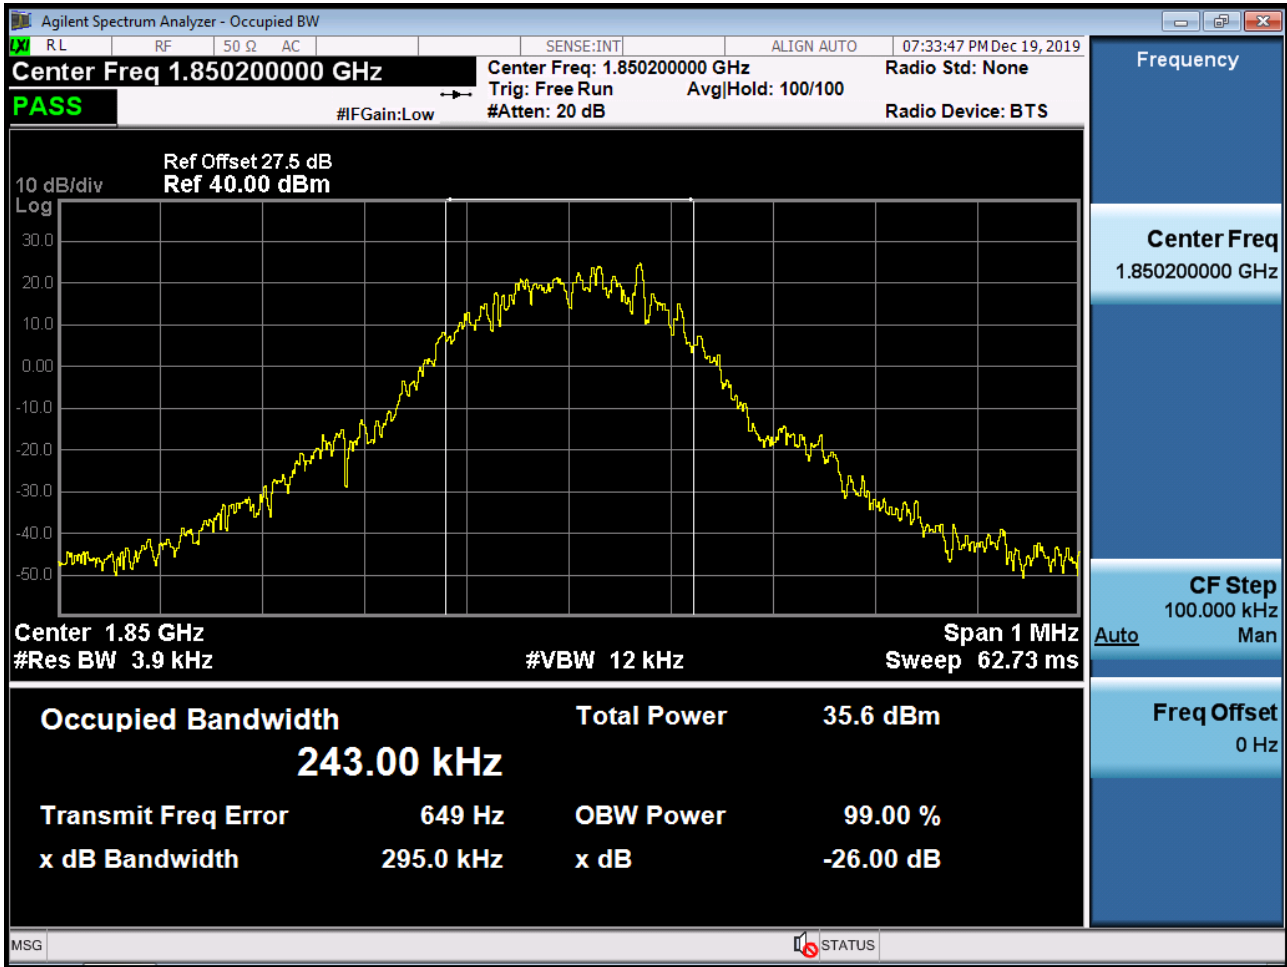 Agilent Spectrum Analyzer - Occupied BW
LXI RL RF 50 Ω AC SENSE:INT ALIGN AUTO 07:33:47 PM Dec 19, 2019
Center Freq 1.850200000 GHz
PASS
#IFGain:Low
Center Freq: 1.850200000 GHz
Trig: Free Run Avg|Hold: 100/100
#Atten: 20 dB
Radio Std: None
Radio Device: BTS
Ref Offset 27.5 dB
10 dB/div Ref 40.00 dBm
Log
30.0
20.0
10.0
0.00
-10.0
-20.0
-30.0
-40.0
-50.0
Center 1.85 GHz Span 1 MHz
#Res BW 3.9 kHz #VBW 12 kHz Sweep 62.73 ms
Occupied Bandwidth Total Power 35.6 dBm
243.00 kHz
Transmit Freq Error 649 Hz OBW Power 99.00 %
x dB Bandwidth 295.0 kHz x dB -26.00 dB
MSG STATUS
Frequency
Center Freq
1.850200000 GHz
CF Step
100.000 kHz
Auto Man
Freq Offset
0 Hz